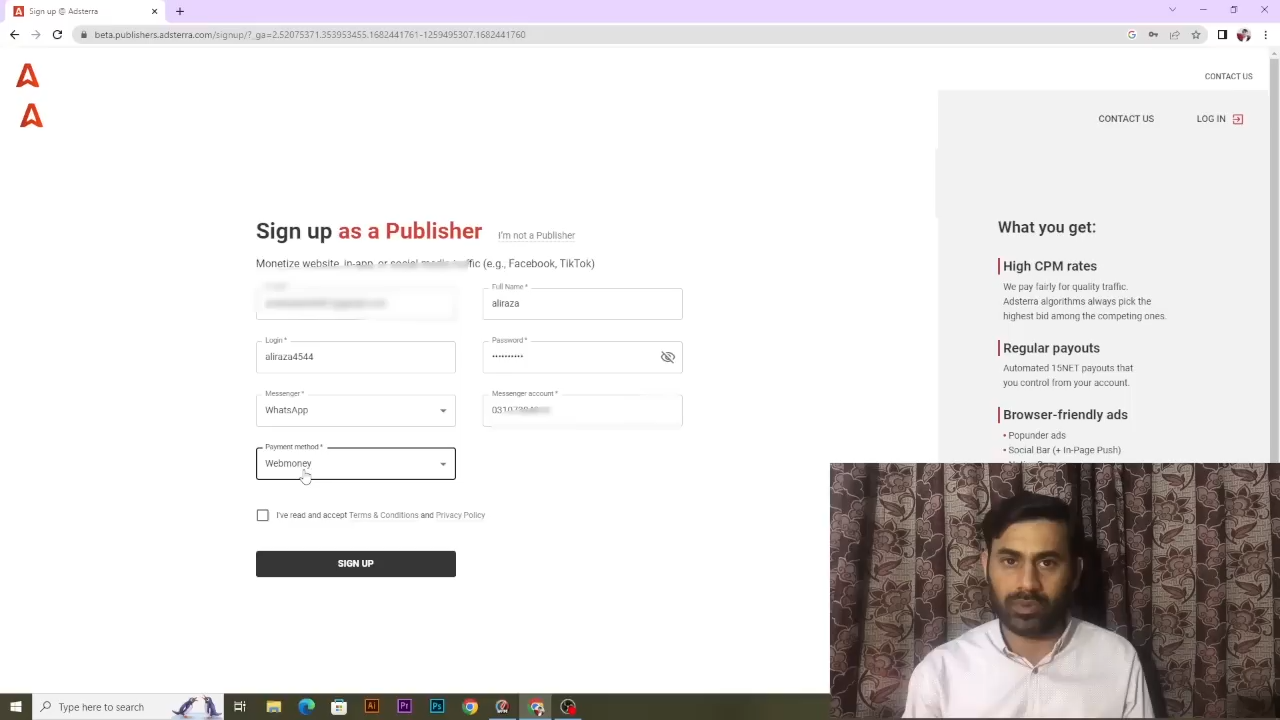 Sign up @ Adsterra
beta.publishers.adsterra.com/signup/?_ga=2.52075371.353953455.1682441761-1259495307.1682441760
CONTACT US
CONTACT US
LOG IN
Sign up as a Publisher
I'm not a Publisher
Monetize website, in-app, or social media traffic (e.g., Facebook, TikTok)
Full Name *
aliraza
Login *
aliraza4544
Password *
Messenger *
WhatsApp
Messenger account *
Payment method *
Webmoney
I've read and accept Terms & Conditions and Privacy Policy
SIGN UP
What you get:
High CPM rates
We pay fairly for quality traffic.
Adsterra algorithms always pick the
highest bid among the competing ones.
Regular payouts
Automated 15NET payouts that
you control from your account.
Browser-friendly ads
• Popunder ads
• Social Bar (+ In-Page Push)
Type here to search
Ai
Pr
Ps